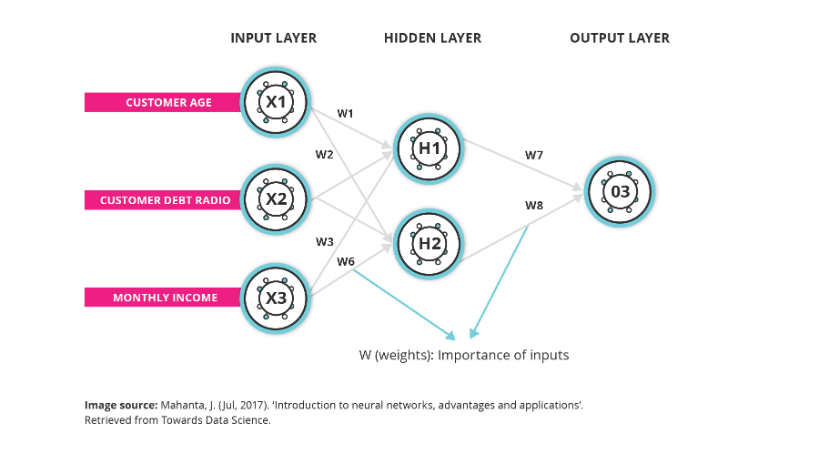 INPUT LAYER
HIDDEN LAYER
OUTPUT LAYER
CUSTOMER AGE
X1
W1
W2
H1
W7
CUSTOMER DEBT RADIO
X2
03
W8
W3
H2
W6
MONTHLY INCOME
X3
W (weights): Importance of inputs
Image source: Mahanta, J. (Jul, 2017). ‘Introduction to neural networks, advantages and applications’.
Retrieved from Towards Data Science.